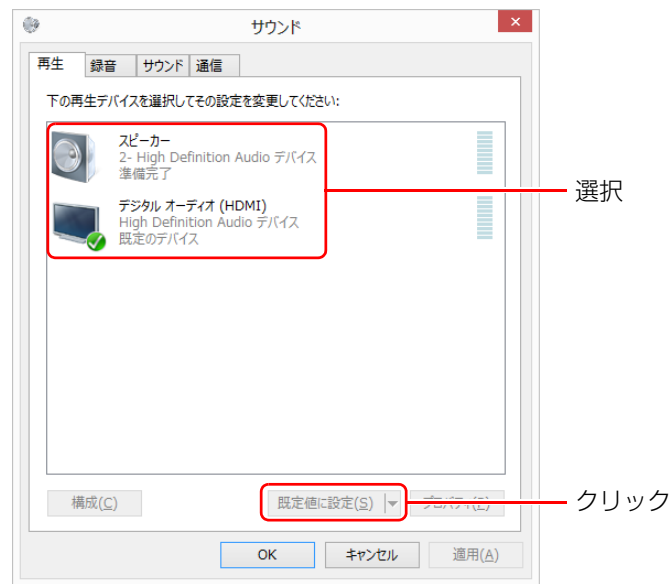 サウンド
再生 録音 サウンド 通信
下の再生デバイスを選択してその設定を変更してください:
スピーカー
2- High Definition Audio デバイス
準備完了
デジタル オーディオ (HDMI)
High Definition Audio デバイス
既定のデバイス
選択
構成(C) 既定値に設定(S) プロパティ(P)
クリック
OK キャンセル 適用(A)